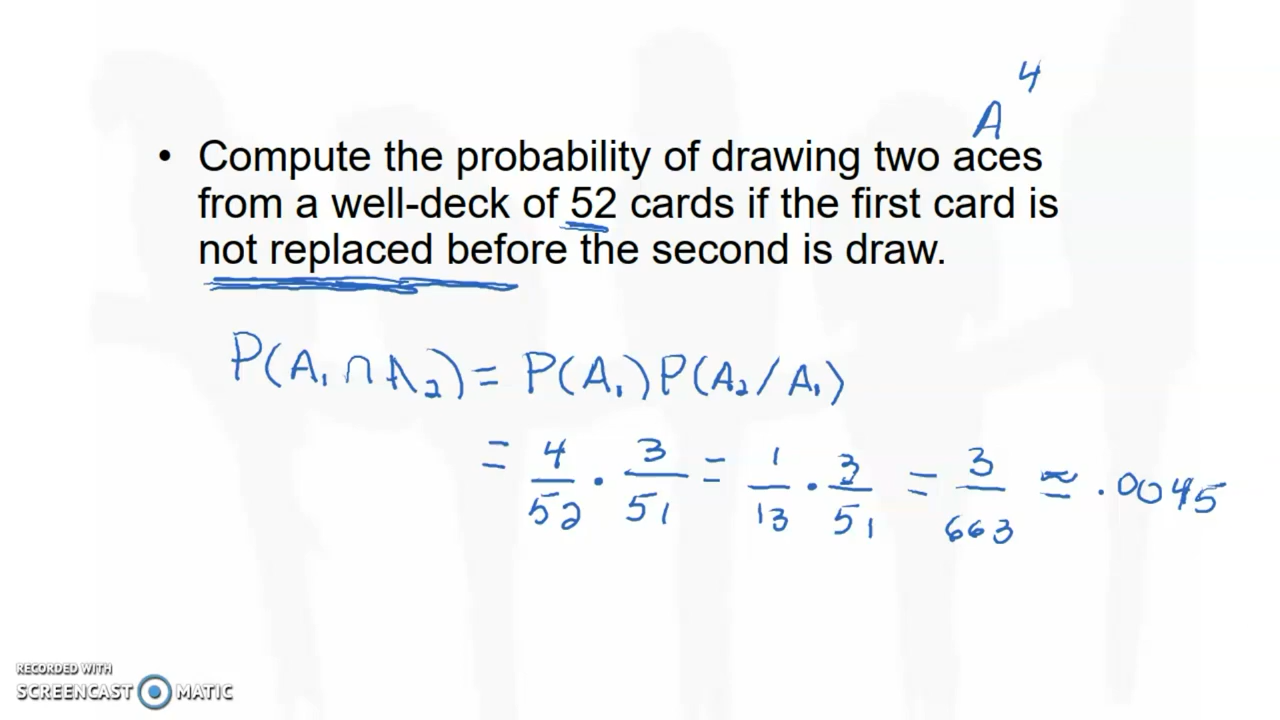 A 4
• Compute the probability of drawing two aces
from a well-deck of 52 cards if the first card is
not replaced before the second is draw.
P(A₁ ∩ A₂) = P(A₁) P(A₂ / A₁)
= 4/52 · 3/51 = 1/13 · 3/51 = 3/663 ≈ .0045
RECORDED WITH
SCREENCAST MATIC